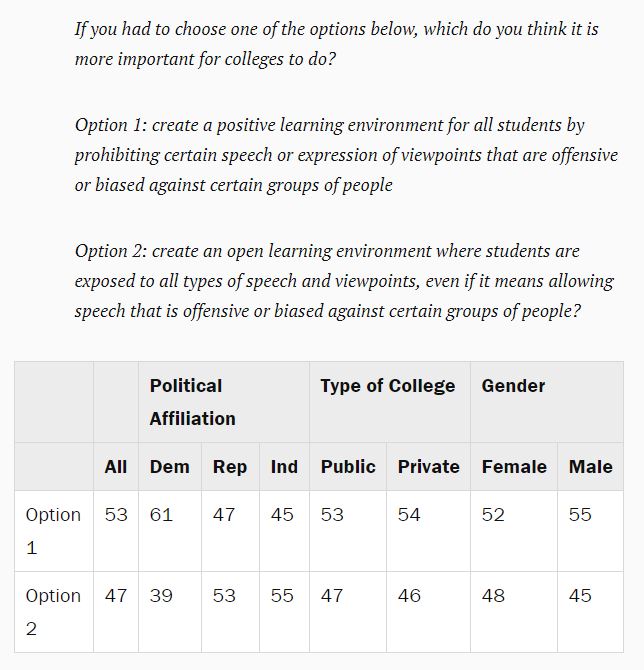 If you had to choose one of the options below, which do you think it is
more important for colleges to do?
Option 1: create a positive learning environment for all students by
prohibiting certain speech or expression of viewpoints that are offensive
or biased against certain groups of people
Option 2: create an open learning environment where students are
exposed to all types of speech and viewpoints, even if it means allowing
speech that is offensive or biased against certain groups of people?
Political Type of College Gender
Affiliation
All Dem Rep Ind Public Private Female Male
Option 53 61 47 45 53 54 52 55
1
Option 47 39 53 55 47 46 48 45
2